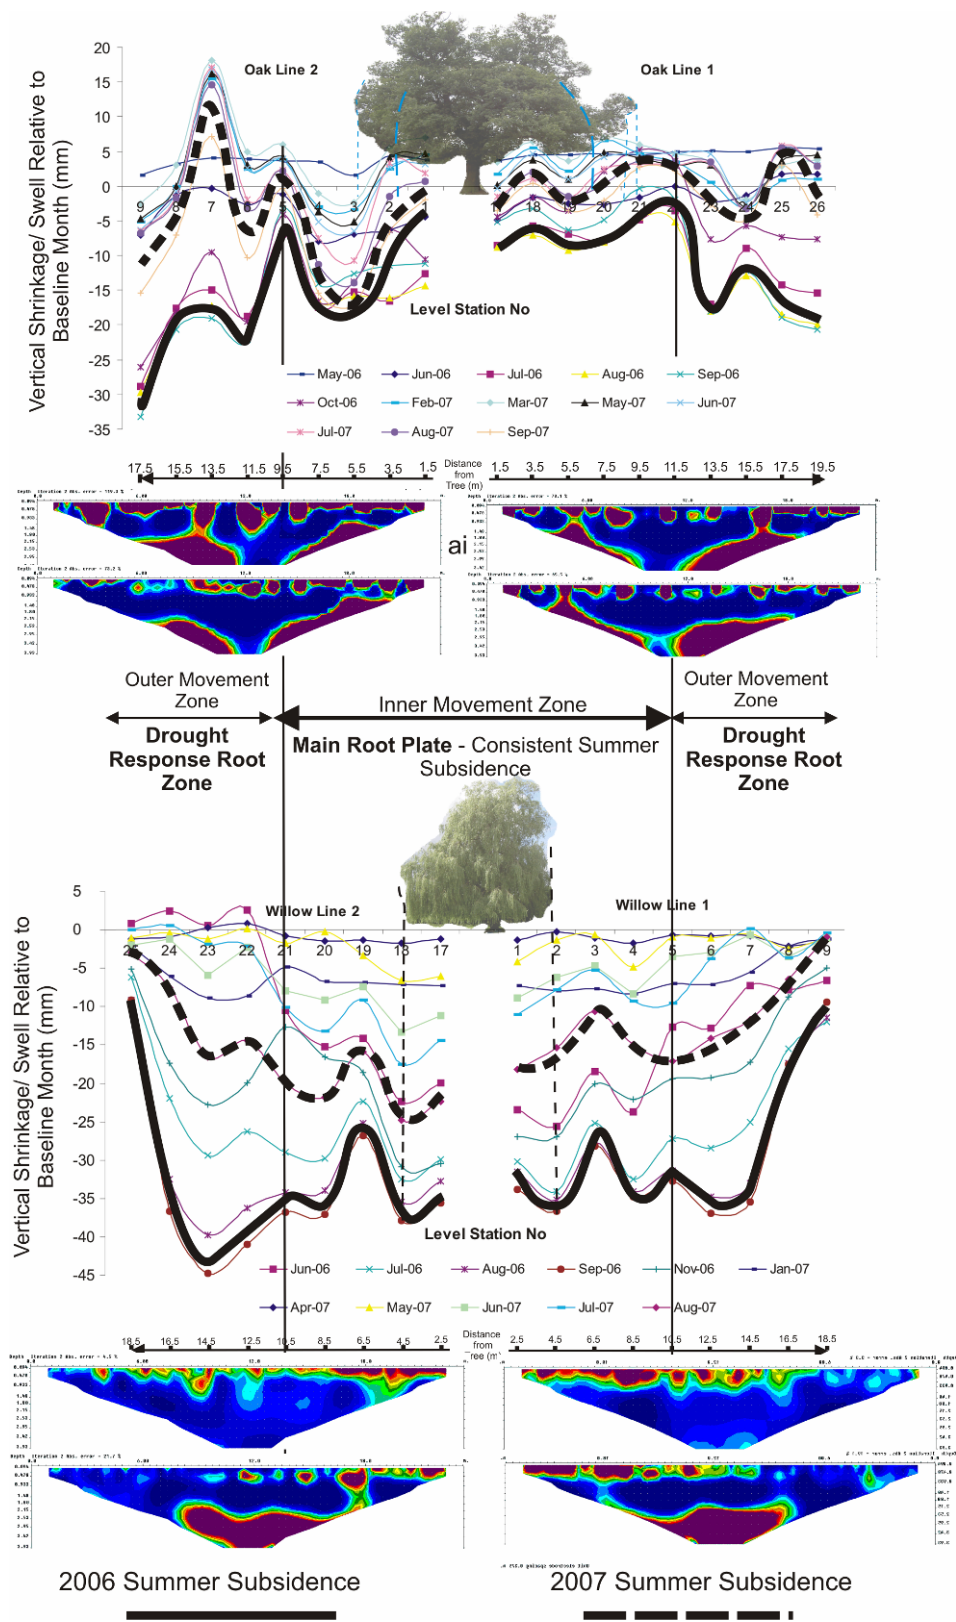 Vertical Shrinkage/ Swell Relative to
Baseline Month (mm)
20
15
10
5
0
-5
-10
-15
-20
-25
-30
-35
Oak Line 2
Oak Line 1
9 8 7 6 5 4 3 2
17 18 19 20 21 23 24 25 26
Level Station No
May-06 Jun-06 Jul-06 Aug-06 Sep-06
Oct-06 Feb-07 Mar-07 May-07 Jun-07
Jul-07 Aug-07 Sep-07
17.5 15.5 13.5 11.5 9.5 7.5 5.5 3.5 1.5
Distance
from
Tree (m)
1.5 3.5 5.5 7.5 9.5 11.5 13.5 15.5 17.5 19.5
ai
Outer Movement
Zone
Drought
Response Root
Zone
Inner Movement Zone
Main Root Plate - Consistent Summer
Subsidence
Outer Movement
Zone
Drought
Response Root
Zone
Vertical Shrinkage/ Swell Relative to
Baseline Month (mm)
5
0
-5
-10
-15
-20
-25
-30
-35
-40
-45
Willow Line 2
Willow Line 1
25 24 23 22 21 20 19 18 17
2 3 4 5 6 7 8 9
Level Station No
Jun-06 Jul-06 Aug-06 Sep-06 Nov-06 Jan-07
Apr-07 May-07 Jun-07 Jul-07 Aug-07
18.5 16.5 14.5 12.5 10.5 8.5 6.5 4.5 2.5
Distance
from
ree (m
2.5 4.5 6.5 8.5 10.5 12.5 14.5 16.5 18.5
2006 Summer Subsidence
2007 Summer Subsidence